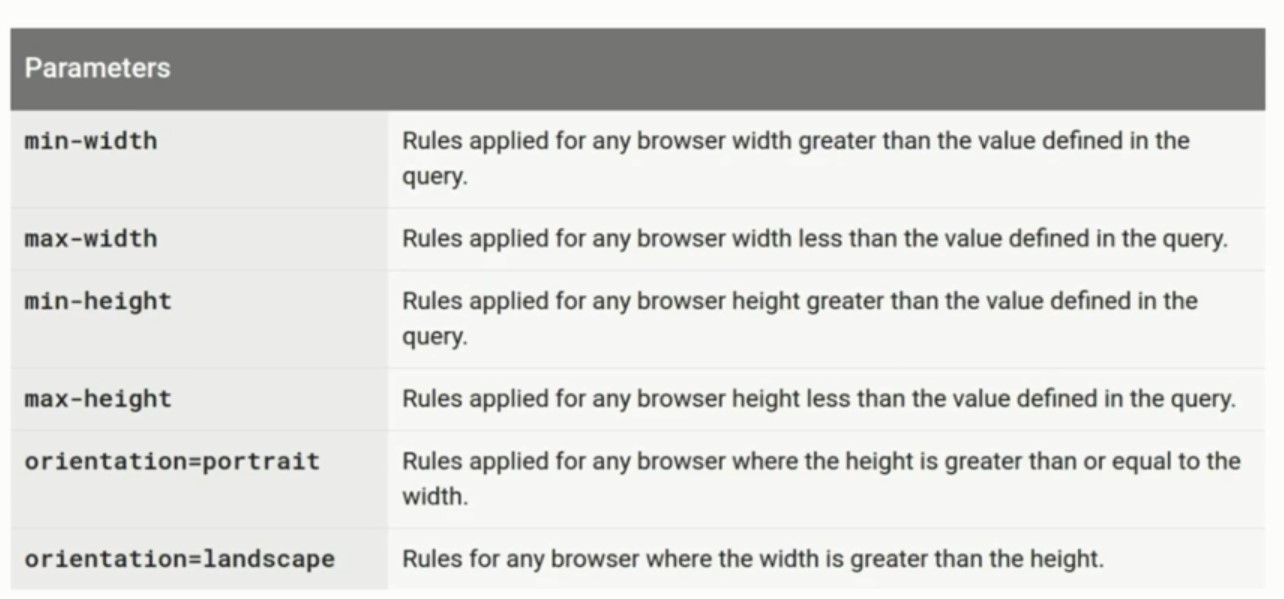 Parameters
min-width
Rules applied for any browser width greater than the value defined in the
query.
max-width
Rules applied for any browser width less than the value defined in the query.
min-height
Rules applied for any browser height greater than the value defined in the
query.
max-height
Rules applied for any browser height less than the value defined in the query.
orientation=portrait
Rules applied for any browser where the height is greater than or equal to the
width.
orientation=landscape
Rules for any browser where the width is greater than the height.